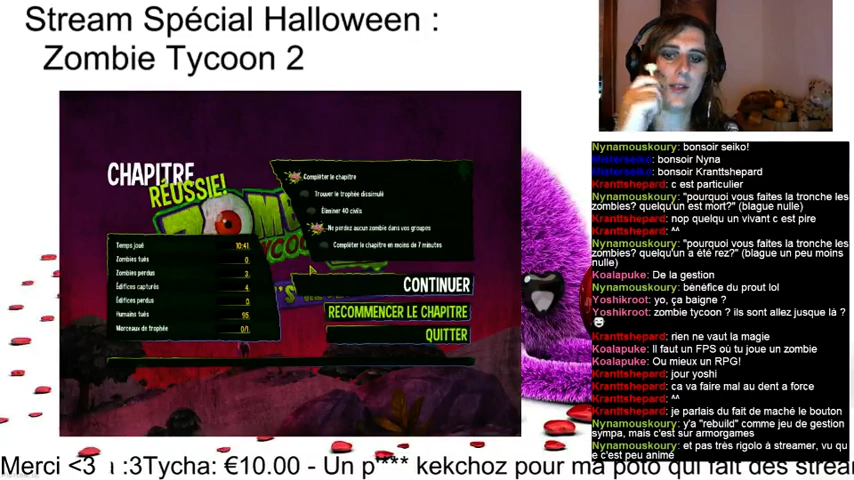 Stream Spécial Halloween :
Zombie Tycoon 2
CHAPITRE
RÉUSSIE!
Compléter le chapitre
Trouver le trophée dissimulé
Éliminer 40 civils
Ne perdez aucun zombie dans vos groupes
Complétez le chapitre en moins de 7 minutes
Temps joué 10:41
Zombies tués 0
Zombies perdus 2
Édifices capturés 4
Édifices perdus 0
Humains tués 95
Morceaux de trophée 0/1
CONTINUER
RECOMMENCER LE CHAPITRE
QUITTER
Nynamouskoury: bonsoir seiko!
Misterseiko: bonsoir Nyna
Misterseiko: bonsoir Kranttshepard
Kranttshepard: c est particulier
Nynamouskoury: "pourquoi vous faites la tronche les
zombies? quelqu'un est mort?" (blague nulle)
Kranttshepard: nop quelqu un vivant c est pire
Kranttshepard: ^^
Nynamouskoury: "pourquoi vous faites la tronche les
zombies? quelqu'un a été rez?" (blague un peu moins
nulle)
Koalapuke: De la gestion
Nynamouskoury: bénéfice du prout lol
Yoshikroot: yo, ça baigne ?
Yoshikroot: zombie tycoon ? ils sont allez jusque là ?
Kranttshepard: rien ne vaut la magie
Koalapuke: Il faut un FPS où tu joue un zombie
Koalapuke: Ou mieux un RPG!
Kranttshepard: jour yoshi
Kranttshepard: ca va faire mal au dent a force
Kranttshepard: ^^
Kranttshepard: je parlais du fait de maché le bouton
Nynamouskoury: y'a "rebuild" comme jeu de gestion
sympa, mais c'est sur armorgames
Nynamouskoury: et pas très rigolo à streamer, vu qu
e c'est peu animé
Merci <3 :3Tycha: €10.00 - Un p'**** kekchoz pour ma poto qui fait des strea